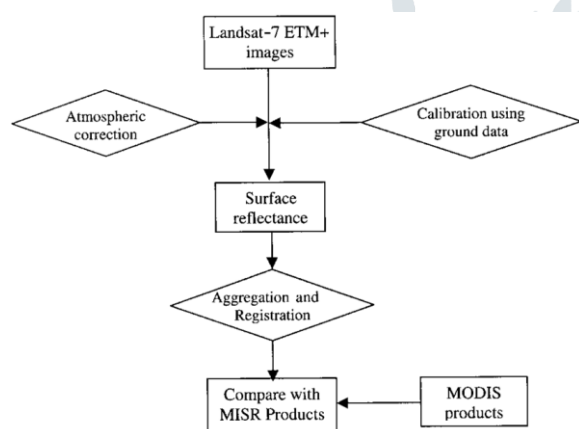 Landsat-7 ETM+
images
Atmospheric
correction
Calibration using
ground data
Surface
reflectance
Aggregation and
Registration
Compare with
MISR Products
MODIS
products